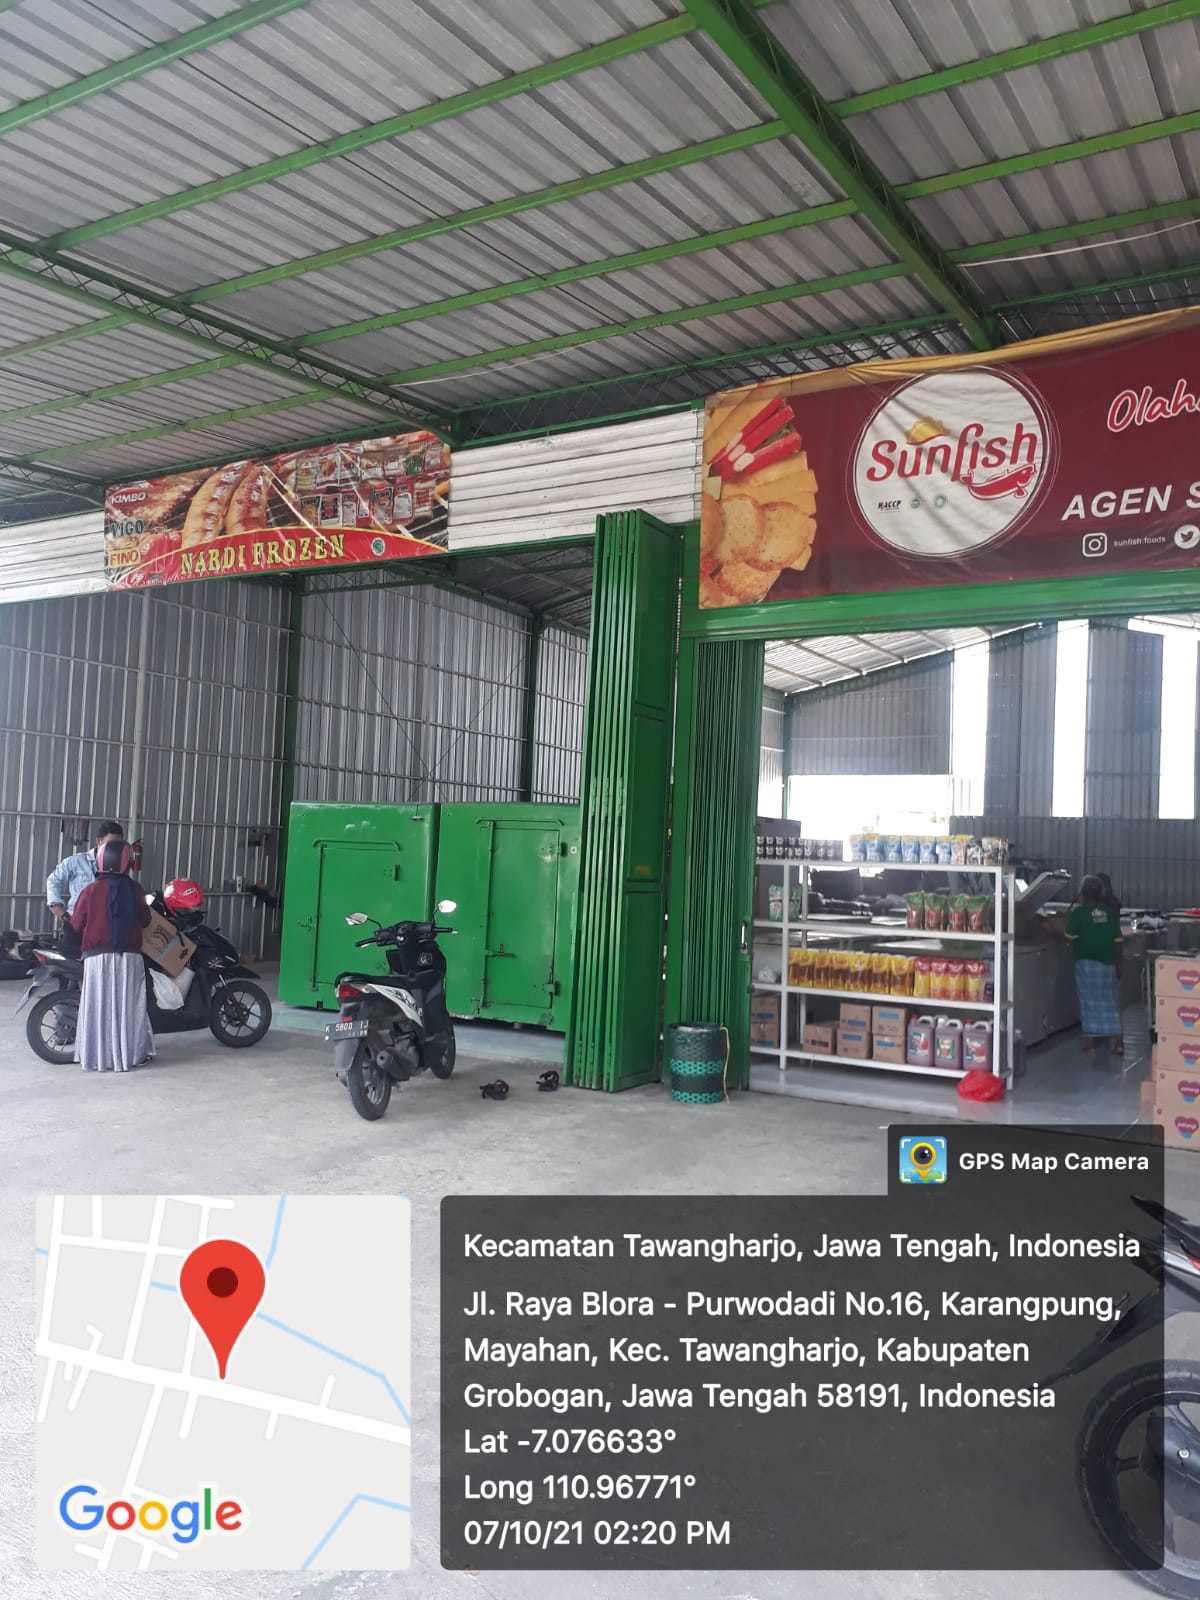 KIMBO
VIGO
FINO
NARDI FROZEN
Sunfish
HACCP
Olah
AGEN S
sunfish.foods
K 5800 IJ
GPS Map Camera
Kecamatan Tawangharjo, Jawa Tengah, Indonesia
Jl. Raya Blora - Purwodadi No.16, Karangpung,
Mayahan, Kec. Tawangharjo, Kabupaten
Grobogan, Jawa Tengah 58191, Indonesia
Lat -7.076633°
Long 110.96771°
07/10/21 02:20 PM
Google